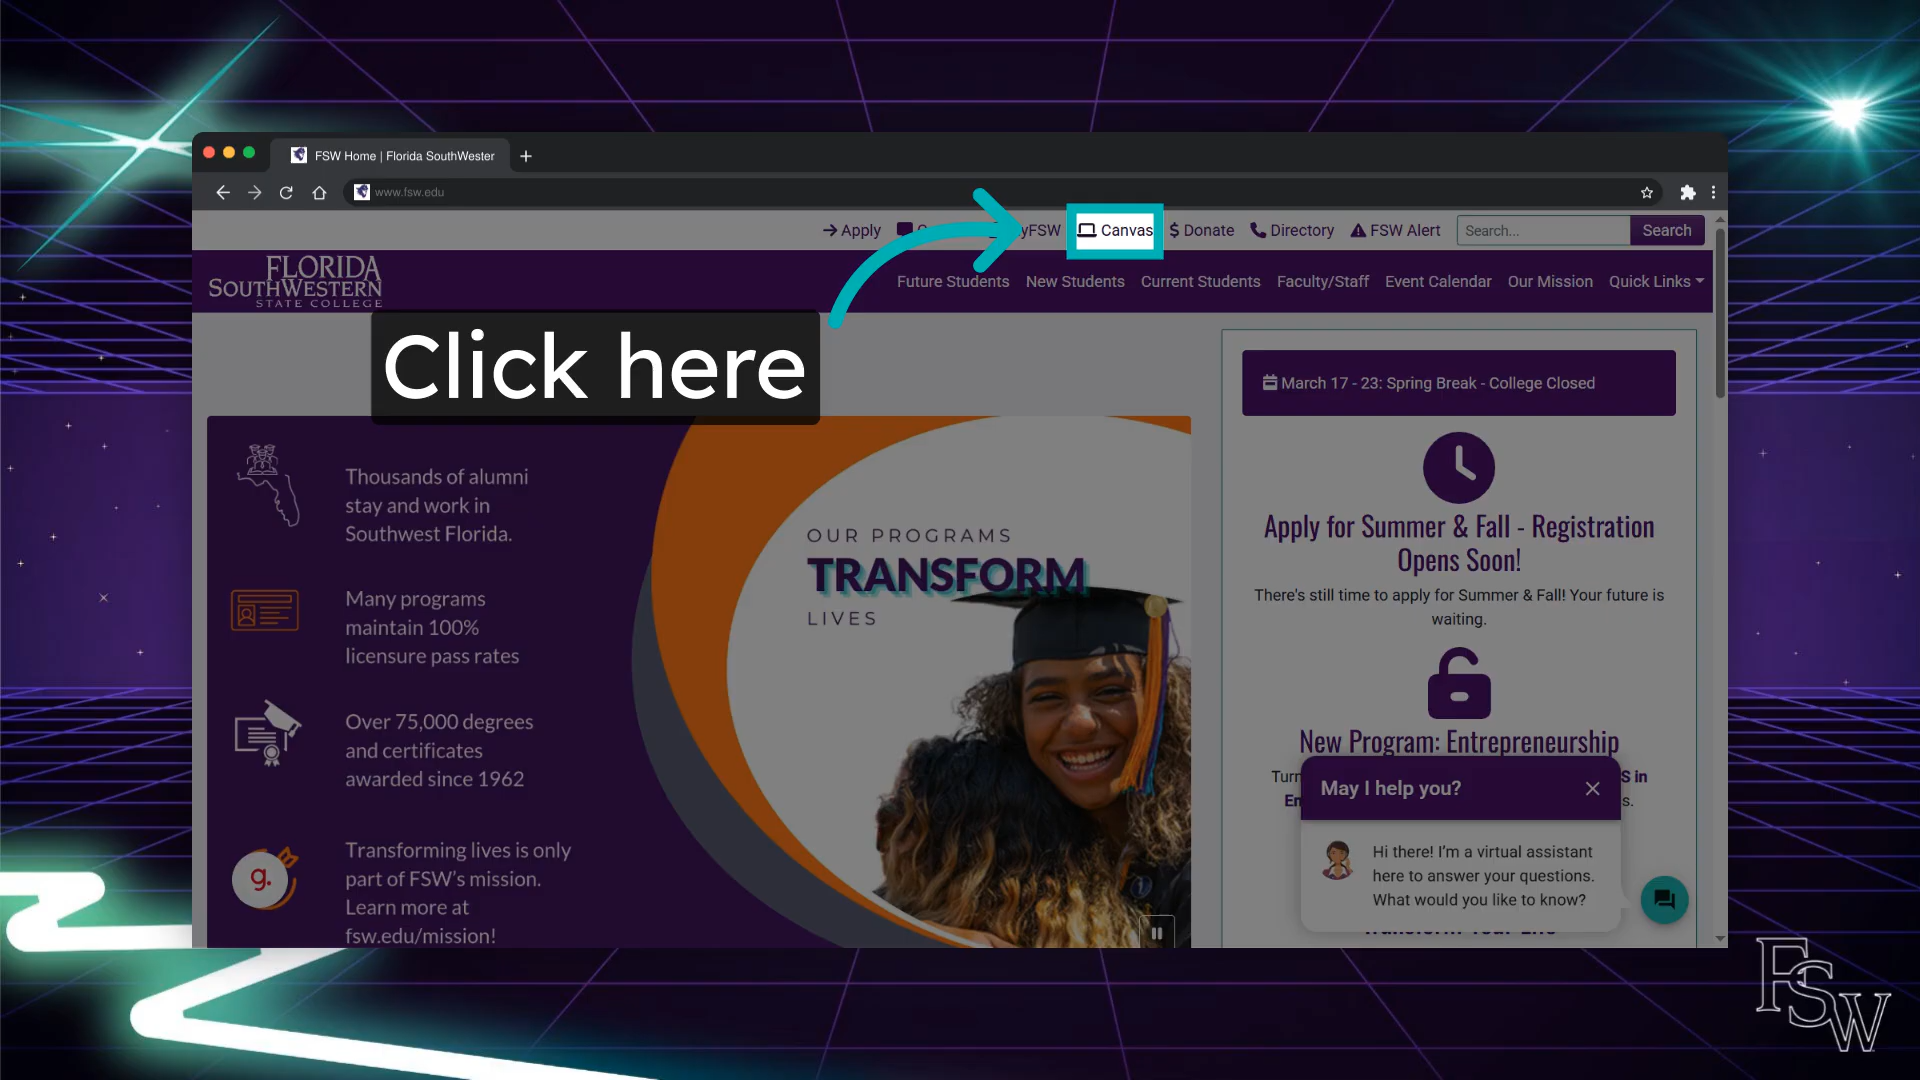 FSW Home | Florida SouthWester
www.fsw.edu
Apply
yFSW
Canvas
Donate
Directory
FSW Alert
Search...
Search
FLORIDA
SOUTHWESTERN
STATE COLLEGE
Future Students
New Students
Current Students
Faculty/Staff
Event Calendar
Our Mission
Quick Links
Click here
Thousands of alumni
stay and work in
Southwest Florida.
Many programs
maintain 100%
licensure pass rates
Over 75,000 degrees
and certificates
awarded since 1962
g.
Transforming lives is only
part of FSW's mission.
Learn more at
fsw.edu/mission!
OUR PROGRAMS
TRANSFORM
LIVES
March 17 - 23: Spring Break - College Closed
Apply for Summer & Fall - Registration
Opens Soon!
There's still time to apply for Summer & Fall! Your future is
waiting.
New Program: Entrepreneurship
May I help you?
Hi there! I'm a virtual assistant
here to answer your questions.
What would you like to know?
FSW